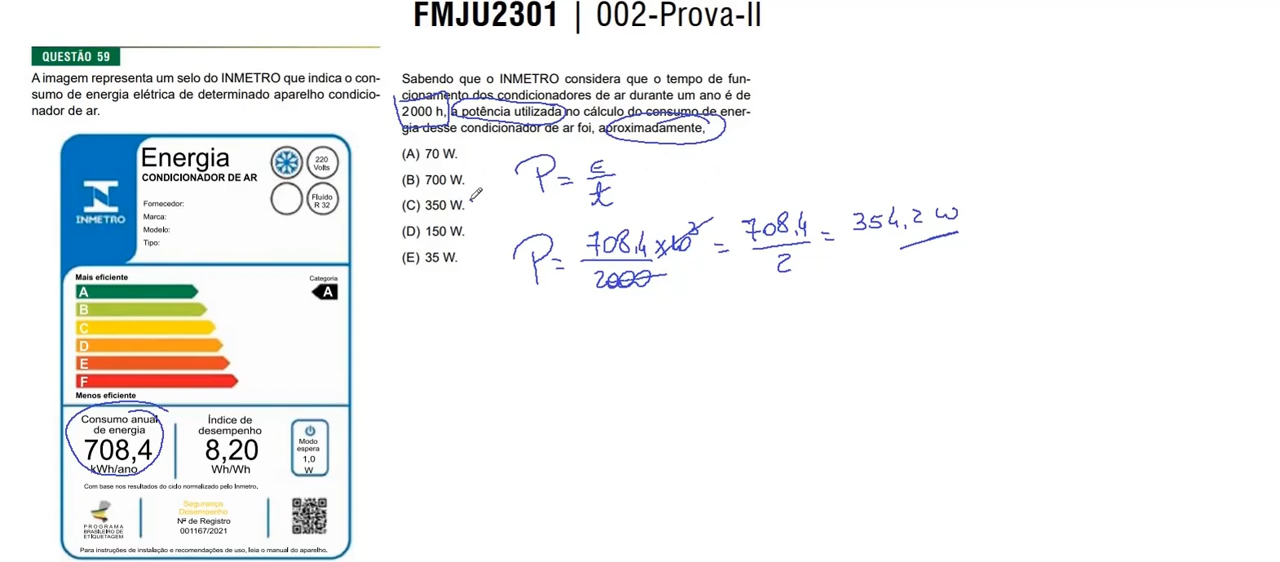 FMJU2301 | 002-Prova-II
QUESTÃO 59
A imagem representa um selo do INMETRO que indica o con-
sumo de energia elétrica de determinado aparelho condicio-
nador de ar.
Energia
CONDICIONADOR DE AR
220
Volts
Fluído
R 32
INMETRO
Fornecedor:
Marca:
Modelo:
Tipo:
Mais eficiente
Categoria
A
A
B
C
D
E
F
Menos eficiente
Consumo anual
de energia
708,4
kWh/ano
Índice de
desempenho
8,20
Wh/Wh
Modo
espera
1,0
W
Com base nos resultados do ciclo normalizado pelo Inmetro.
PROGRAMA
BRASILEIRO DE
ETIQUETAGEM
Segurança
Desempenho
Nº de Registro
001167/2021
Para instruções de instalação e recomendações de uso, leia o manual do aparelho.
Sabendo que o INMETRO considera que o tempo de fun-
cionamento dos condicionadores de ar durante um ano é de
2000 h, a potência utilizada no cálculo do consumo de ener-
gia desse condicionador de ar foi, aproximadamente,
(A) 70 W.
(B) 700 W.
(C) 350 W.
(D) 150 W.
(E) 35 W.
P = E/t
P = 708,4 x 10³ / 2000 = 708,4 / 2 = 354,2 W